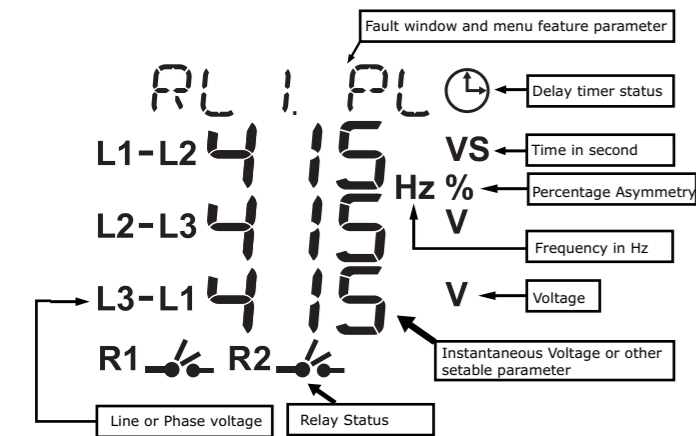 Fault window and menu feature parameter
RL 1. PL
Delay timer status
L1-L2 415 VS
Time in second
Hz %
Percentage Asymmetry
L2-L3 415 V
Frequency in Hz
L3-L1 415 V
Voltage
R1 R2
Instantaneous Voltage or other
setable parameter
Line or Phase voltage
Relay Status